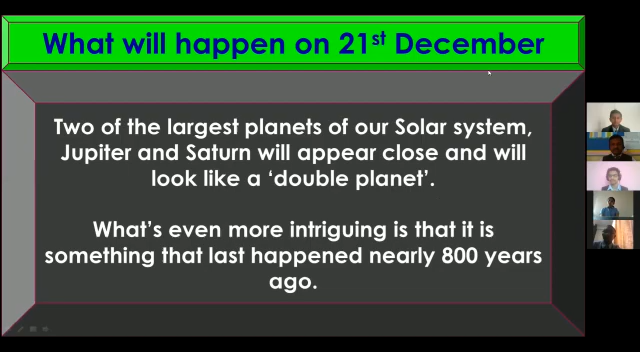 What will happen on 21st December
Two of the largest planets of our Solar system,
Jupiter and Saturn will appear close and will
look like a ‘double planet’.
What’s even more intriguing is that it is
something that last happened nearly 800 years
ago.